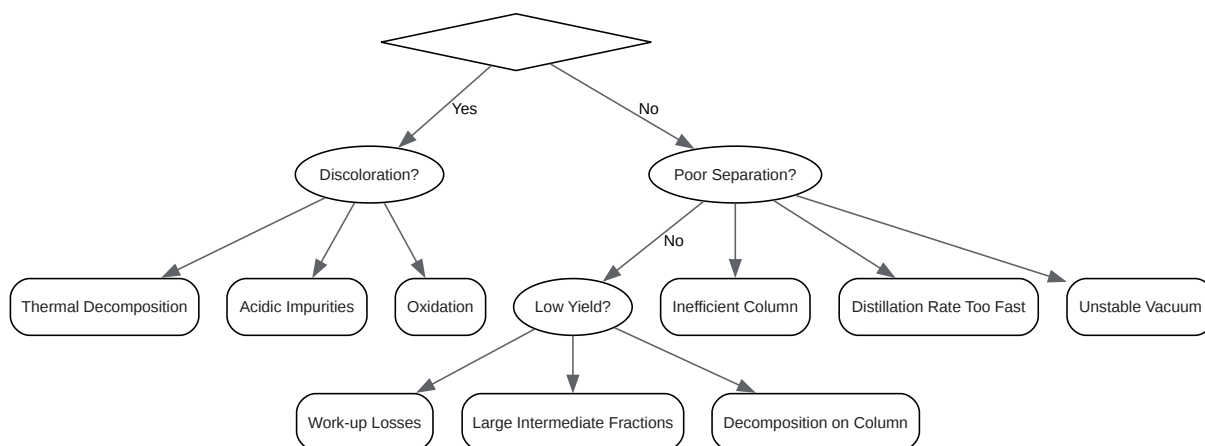 Yes
No
Discoloration?
Poor Separation?
No
Thermal Decomposition
Acidic Impurities
Oxidation
Low Yield?
Inefficient Column
Distillation Rate Too Fast
Unstable Vacuum
Work-up Losses
Large Intermediate Fractions
Decomposition on Column